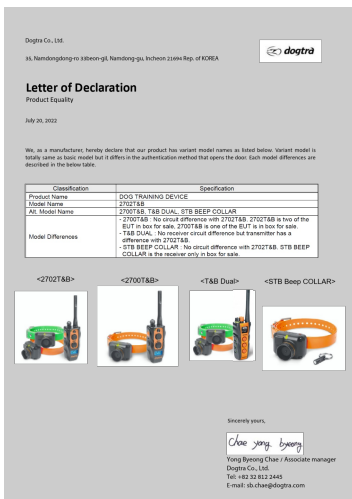 Dogtra Co., Ltd.
35, Namdongdong-ro 33beon-gil, Namdong-gu, Incheon 21694 Rep. of KOREA
dogtra
Letter of Declaration
Product Equality
July 20, 2022
We, as a manufacturer, hereby declare that our product has variant model names as listed below. Variant model is
totally same as basic model but it differs in the authentication method that opens the door. Each model differences are
described in the below table.
Classification Specification
Product Name DOG TRAINING DEVICE
Model Name 2702T&B
Alt. Model Name 2700T&B, T&B DUAL, STB BEEP COLLAR
Model Differences
- 2700T&B : No circuit difference with 2702T&B. 2702T&B is two of the
EUT in box for sale. 2700T&B is one of the EUT is in box for sale.
- T&B DUAL : No receiver circuit difference but transmitter has a
difference with 2702T&B.
- STB BEEP COLLAR : No circuit difference with 2702T&B. STB BEEP
COLLAR is the receiver only in box for sale.
<2702T&B> <2700T&B> <T&B Dual> <STB Beep COLLAR>
Sincerely yours,
Chae yong byeong
Yong Byeong Chae / Associate manager
Dogtra Co., Ltd.
Tel: +82 32 812 2445
E-mail: sb.chae@dogtra.com